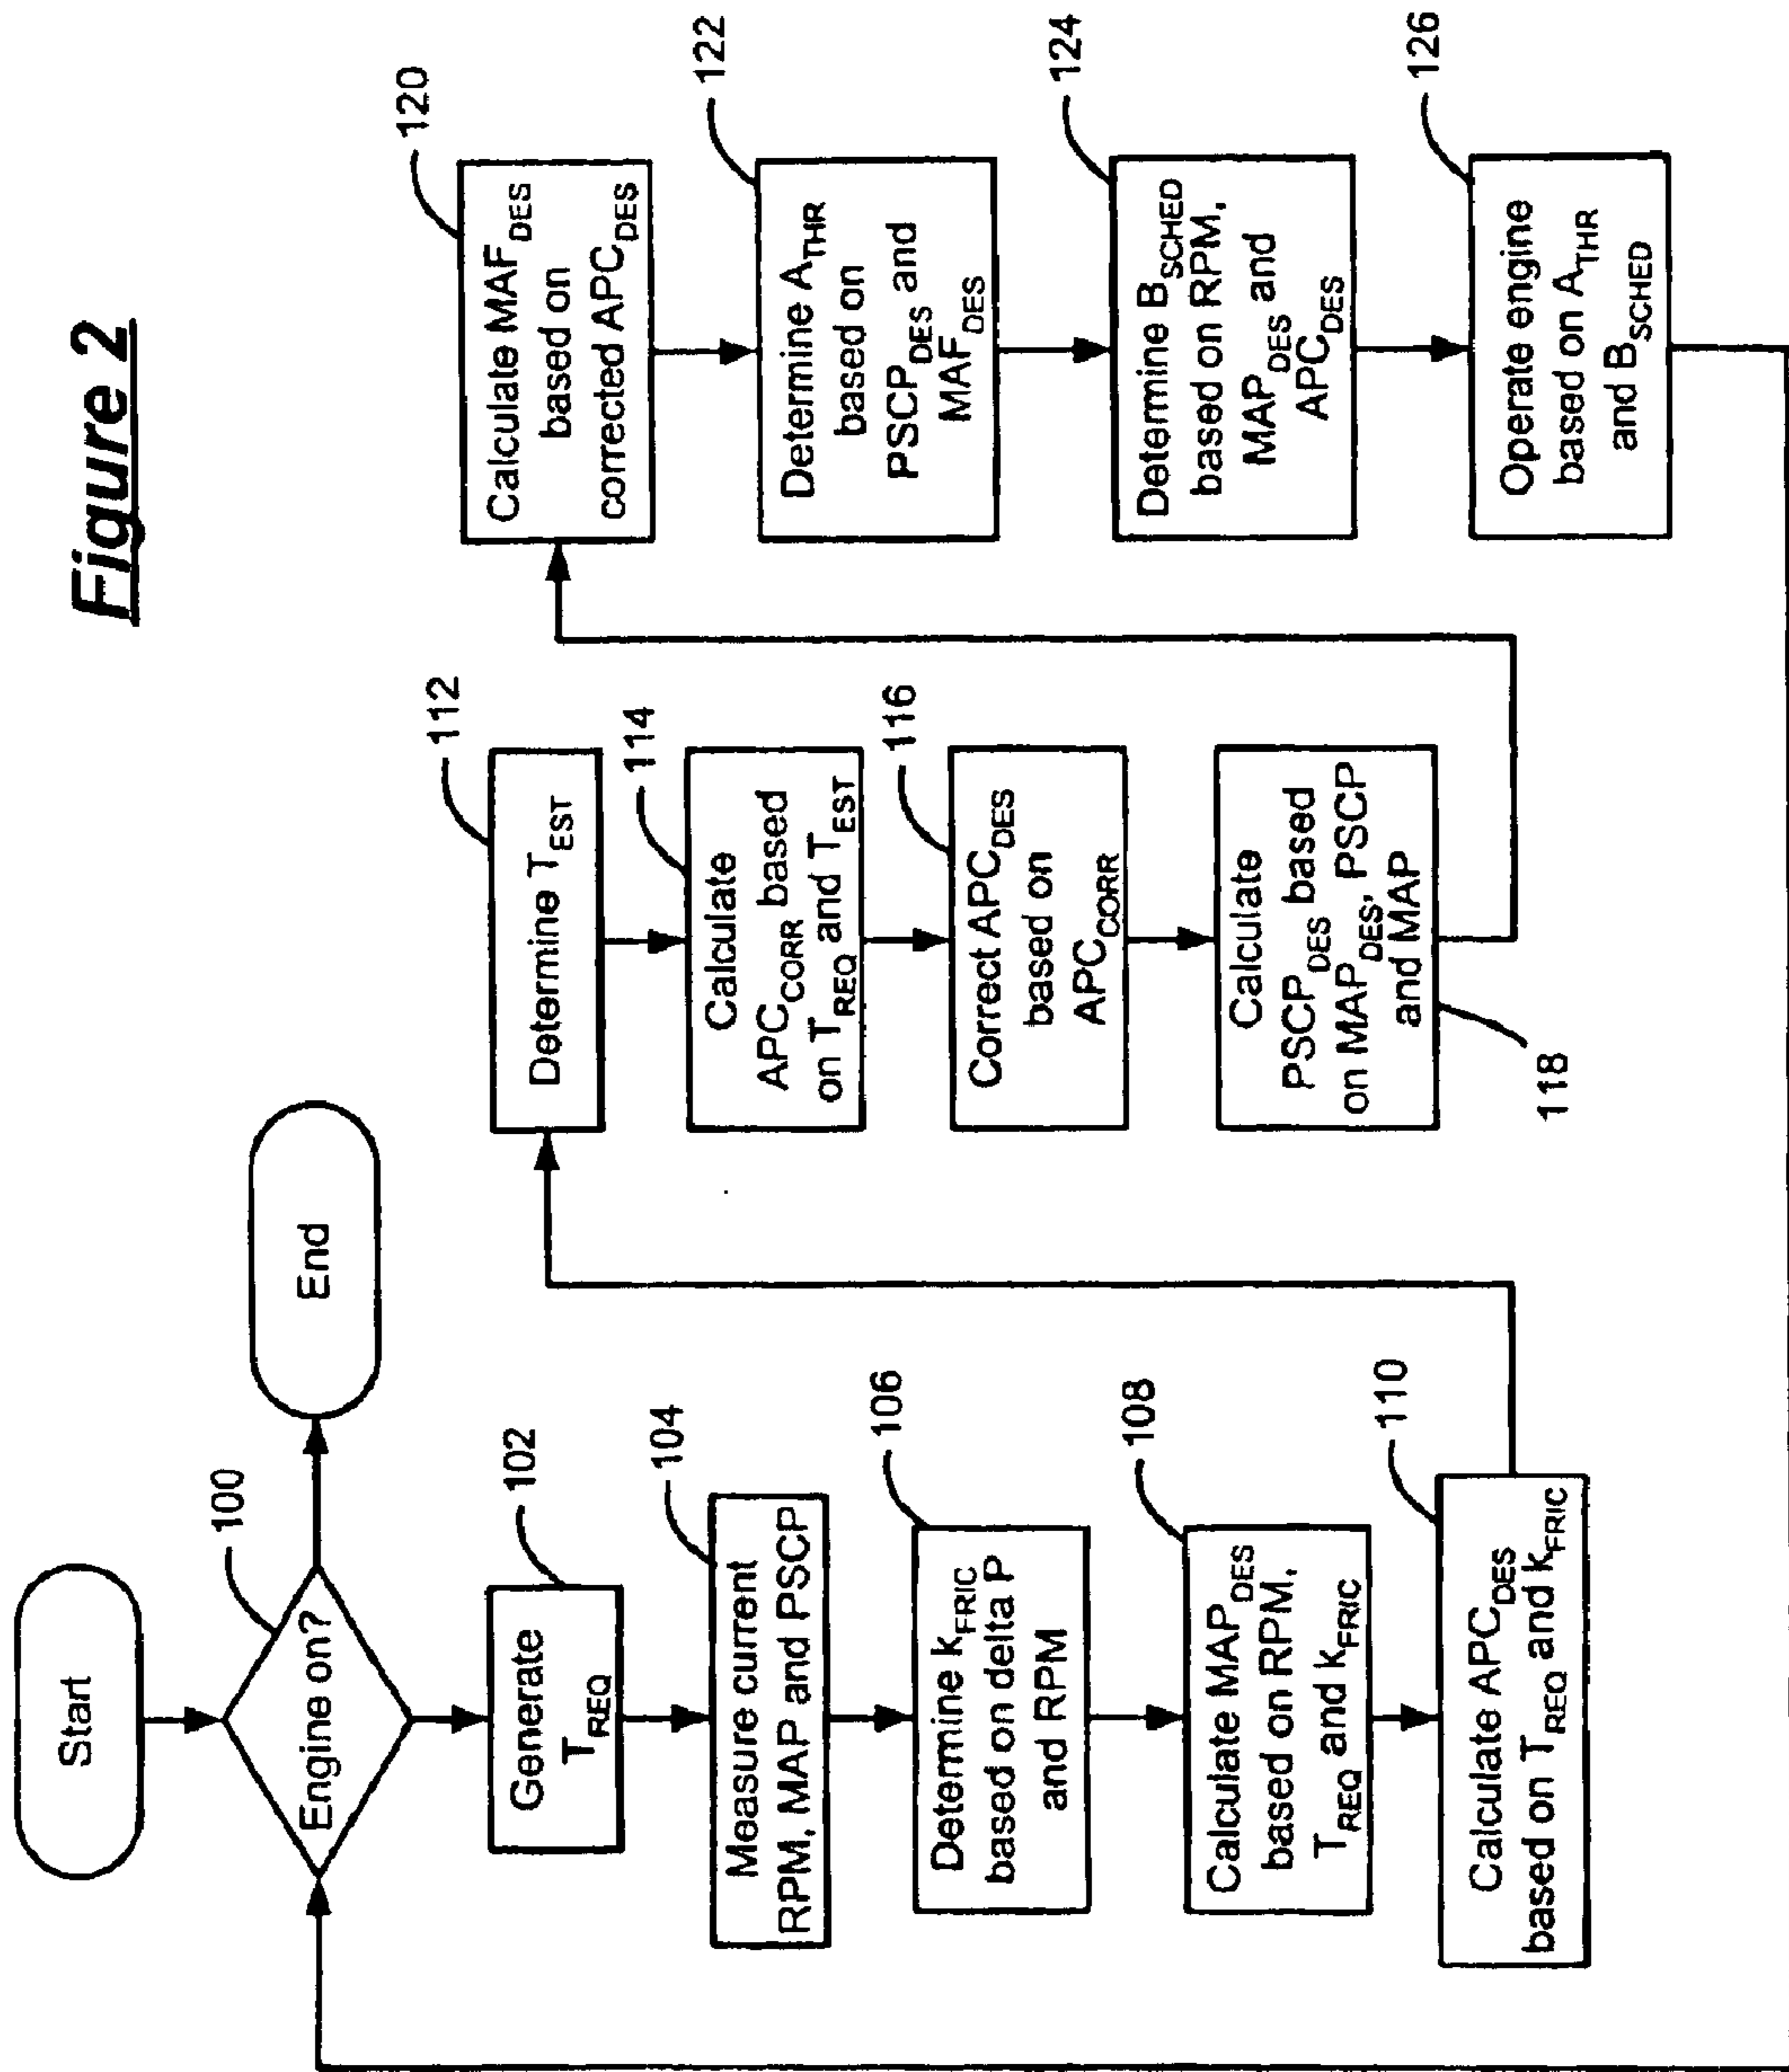 Figure 2
Start
Engine on?
100
End
Generate
T_REQ
102
Measure current
RPM, MAP and PSCP
104
Determine k_FRIC
based on delta P
and RPM
106
Calculate MAP_DES
based on RPM,
T_REQ and k_FRIC
108
Calculate APC_DES
based on T_REQ and k_FRIC
110
Determine T_EST
112
Calculate
APC_CORR based
on T_REQ and T_EST
114
Correct APC_DES
based on
APC_CORR
116
Calculate
PSCP_DES based
on MAP_DES, PSCP
and MAP
118
Calculate MAF_DES
based on
corrected APC_DES
120
Determine A_THR
based on
PSCP_DES and
MAF_DES
122
Determine B_SCHED
based on RPM,
MAP_DES and
APC_DES
124
Operate engine
based on A_THR
and B_SCHED
126